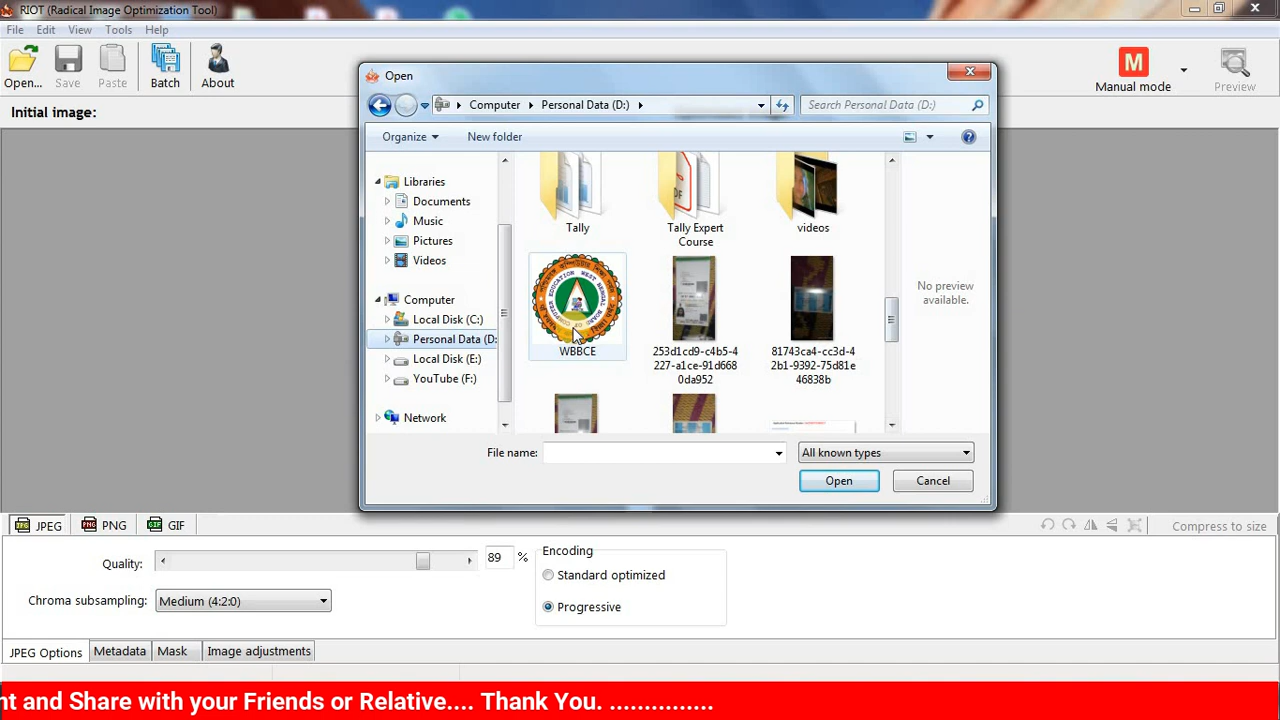 RIOT (Radical Image Optimization Tool)
File Edit View Tools Help
Open... Save Paste Batch About
M
Manual mode Preview
Initial image:
Open
Computer Personal Data (D:)
Search Personal Data (D:)
Organize New folder
Libraries
Documents
Music
Pictures
Videos
Computer
Local Disk (C:)
Personal Data (D:
Local Disk (E:)
YouTube (F:)
Network
Tally
Tally Expert
Course
videos
WBBCE
253d1cd9-c4b5-4
227-a1ce-91d668
0da952
81743ca4-cc3d-4
2b1-9392-75d81e
46838b
No preview
available.
File name:
All known types
Open Cancel
JPEG PNG GIF
Compress to size
Quality: 89 %
Chroma subsampling: Medium (4:2:0)
Encoding
Standard optimized
Progressive
JPEG Options Metadata Mask Image adjustments
nt and Share with your Friends or Relative.... Thank You. ..............